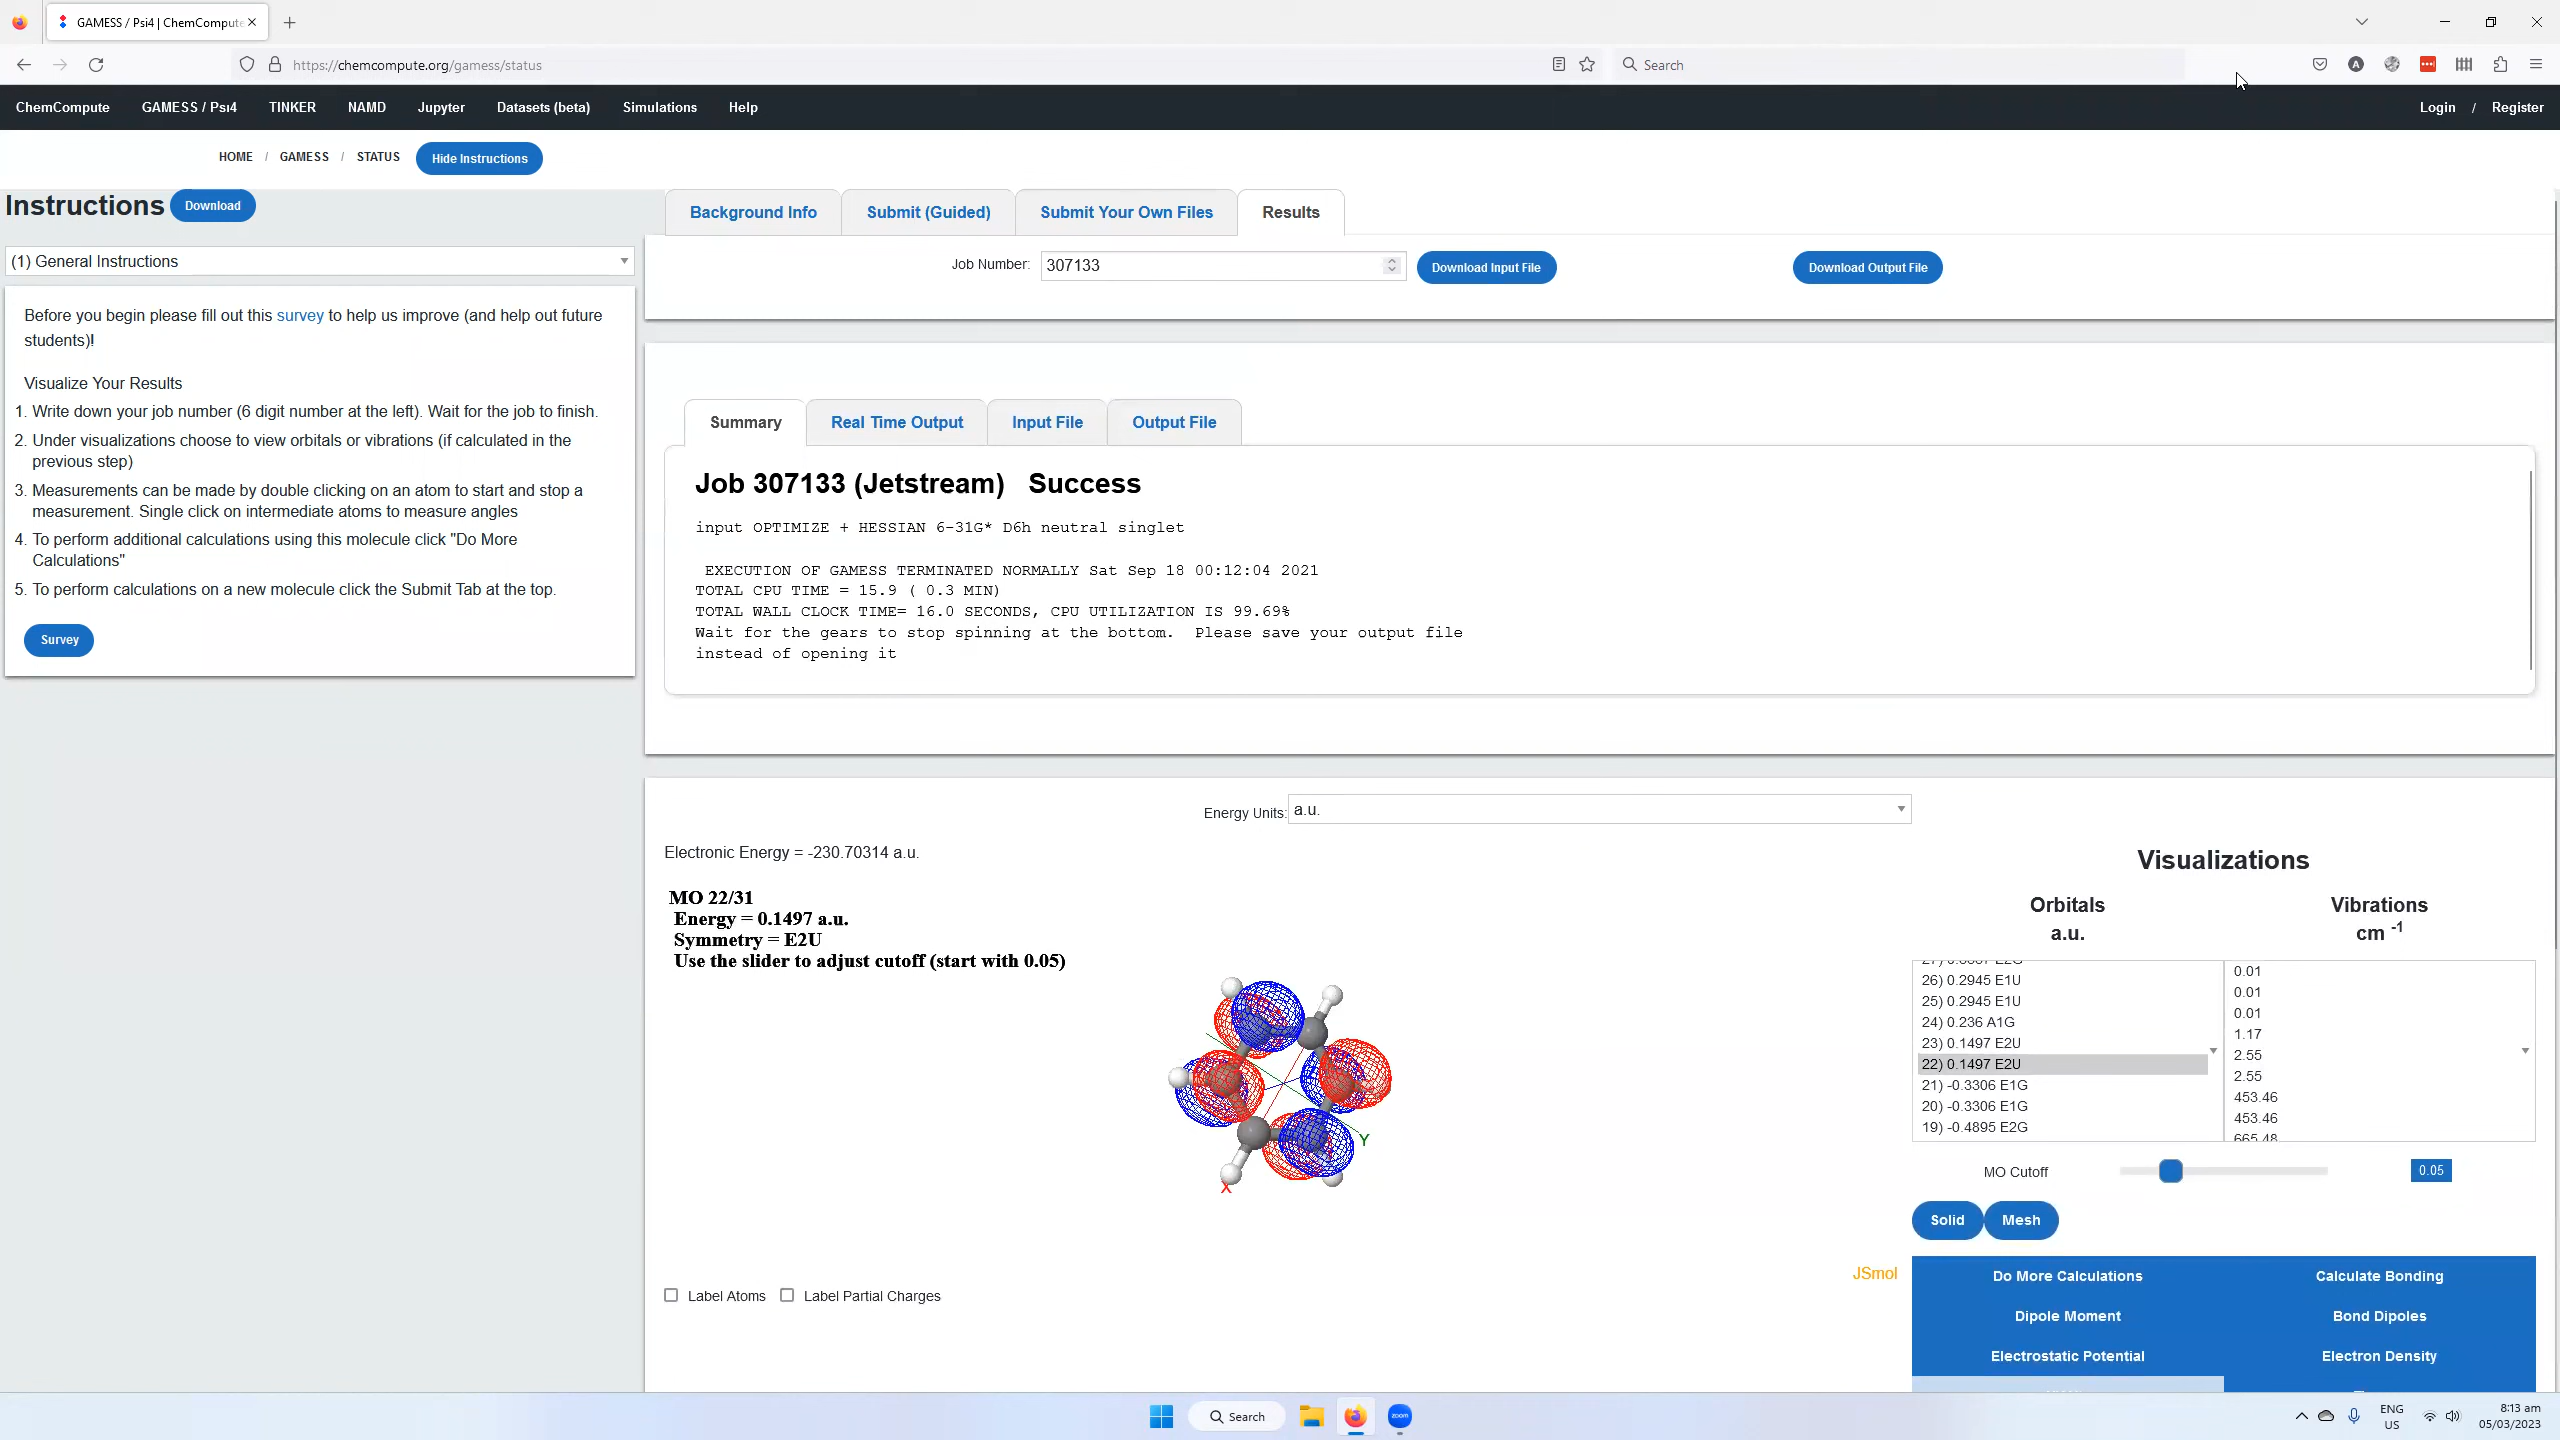 GAMESS / Psi4 | ChemCompute
https://chemcompute.org/gamess/status
Search
ChemCompute GAMESS / Psi4 TINKER NAMD Jupyter Datasets (beta) Simulations Help Login / Register
HOME / GAMESS / STATUS Hide Instructions
Instructions Download
(1) General Instructions
Before you begin please fill out this survey to help us improve (and help out future
students)!
Visualize Your Results
1. Write down your job number (6 digit number at the left). Wait for the job to finish.
2. Under visualizations choose to view orbitals or vibrations (if calculated in the
previous step)
3. Measurements can be made by double clicking on an atom to start and stop a
measurement. Single click on intermediate atoms to measure angles
4. To perform additional calculations using this molecule click "Do More
Calculations"
5. To perform calculations on a new molecule click the Submit Tab at the top.
Survey
Background Info Submit (Guided) Submit Your Own Files Results
Job Number: 307133 Download Input File Download Output File
Summary Real Time Output Input File Output File
Job 307133 (Jetstream) Success
input OPTIMIZE + HESSIAN 6-31G* D6h neutral singlet
EXECUTION OF GAMESS TERMINATED NORMALLY Sat Sep 18 00:12:04 2021
TOTAL CPU TIME = 15.9 ( 0.3 MIN)
TOTAL WALL CLOCK TIME= 16.0 SECONDS, CPU UTILIZATION IS 99.69%
Wait for the gears to stop spinning at the bottom. Please save your output file
instead of opening it
Energy Units: a.u.
Electronic Energy = -230.70314 a.u.
MO 22/31
Energy = 0.1497 a.u.
Symmetry = E2U
Use the slider to adjust cutoff (start with 0.05)
Y
X
JSmol
Label Atoms Label Partial Charges
Visualizations
Orbitals
a.u.
Vibrations
cm -1
26) 0.2945 E1U
25) 0.2945 E1U
24) 0.236 A1G
23) 0.1497 E2U
22) 0.1497 E2U
21) -0.3306 E1G
20) -0.3306 E1G
19) -0.4895 E2G
0.01
0.01
0.01
1.17
2.55
2.55
453.46
453.46
665.48
MO Cutoff 0.05
Solid Mesh
Do More Calculations Calculate Bonding
Dipole Moment Bond Dipoles
Electrostatic Potential Electron Density
Search
zoom
ENG
US
8:13 am
05/03/2023